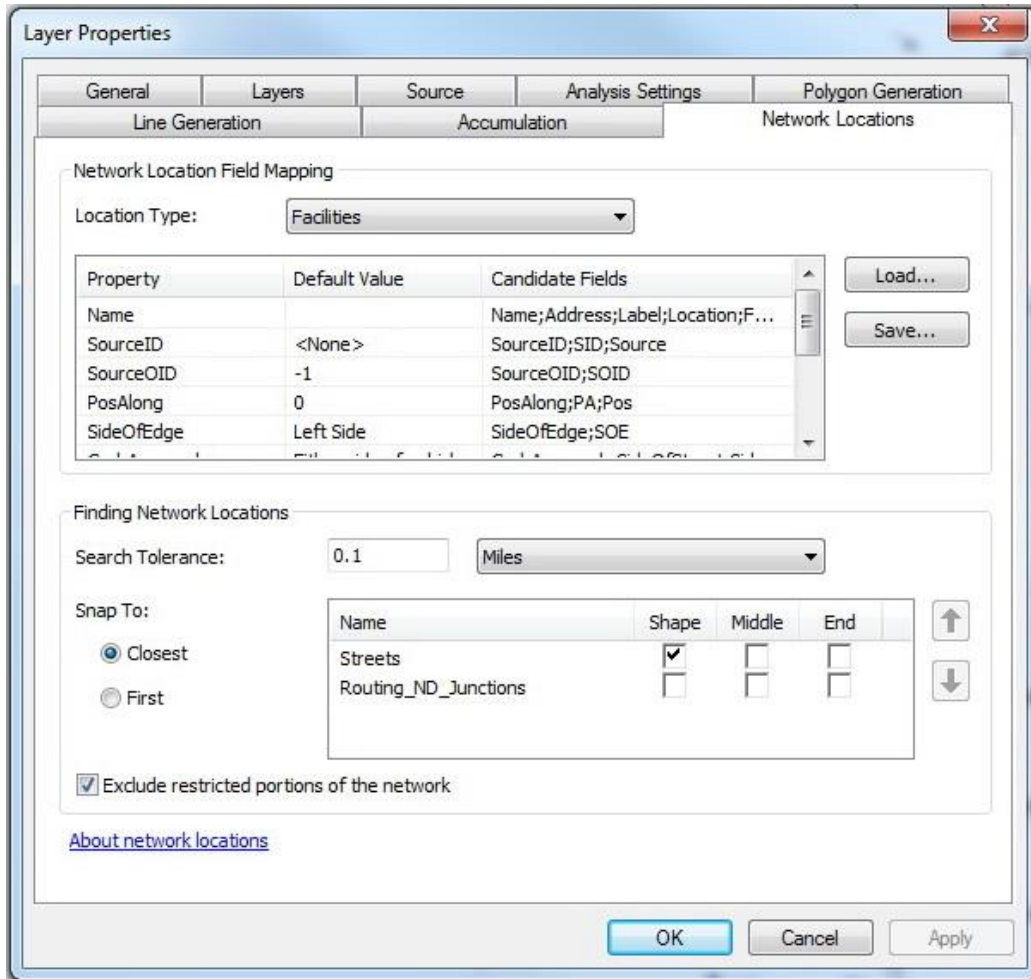 Layer Properties
General Layers Source Analysis Settings Polygon Generation
Line Generation Accumulation Network Locations
Network Location Field Mapping
Location Type: Facilities
Property Default Value Candidate Fields Load...
Name Name;Address;Label;Location;F...
SourceID <None> SourceID;SID;Source Save...
SourceOID -1 SourceOID;SOID
PosAlong 0 PosAlong;PA;Pos
SideOfEdge Left Side SideOfEdge;SOE
Finding Network Locations
Search Tolerance: 0.1 Miles
Snap To:
Name Shape Middle End
Closest Streets
First Routing_ND_Junctions
Exclude restricted portions of the network
About network locations
OK Cancel Apply